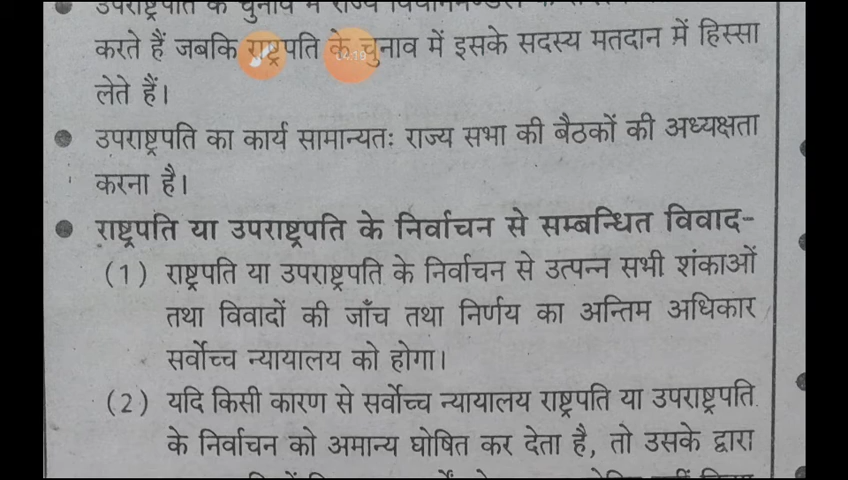 उपराष्ट्रपति के चुनाव में राज्य
करते हैं जबकि राष्ट्रपति के चुनाव में इसके सदस्य मतदान में हिस्सा
लेते हैं।
उपराष्ट्रपति का कार्य सामान्यतः राज्य सभा की बैठकों की अध्यक्षता
करना है।
राष्ट्रपति या उपराष्ट्रपति के निर्वाचन से सम्बन्धित विवाद-
(1) राष्ट्रपति या उपराष्ट्रपति के निर्वाचन से उत्पन्न सभी शंकाओं
तथा विवादों की जाँच तथा निर्णय का अन्तिम अधिकार
सर्वोच्च न्यायालय को होगा।
(2) यदि किसी कारण से सर्वोच्च न्यायालय राष्ट्रपति या उपराष्ट्रपति
के निर्वाचन को अमान्य घोषित कर देता है, तो उसके द्वारा